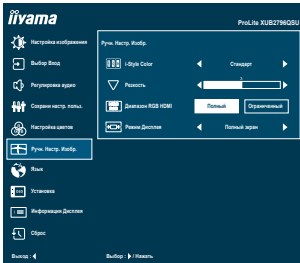 iiyama
ProLite XUB2796QSU
Настройка изображения
Выбор Вход
Регулировка аудио
Сохрани настр. польз.
Настройка цветов
Ручн. Настр. Изобр.
Язык
Установка
Информация Дисплея
Сброс
Ручн. Настр. Изобр.
i-Style Color
Стандарт
Резкость
Диапазон RGB HDMI
Полный
Ограниченный
Режим Дисплея
Полный экран
Выход :
Выбор : / Нажать